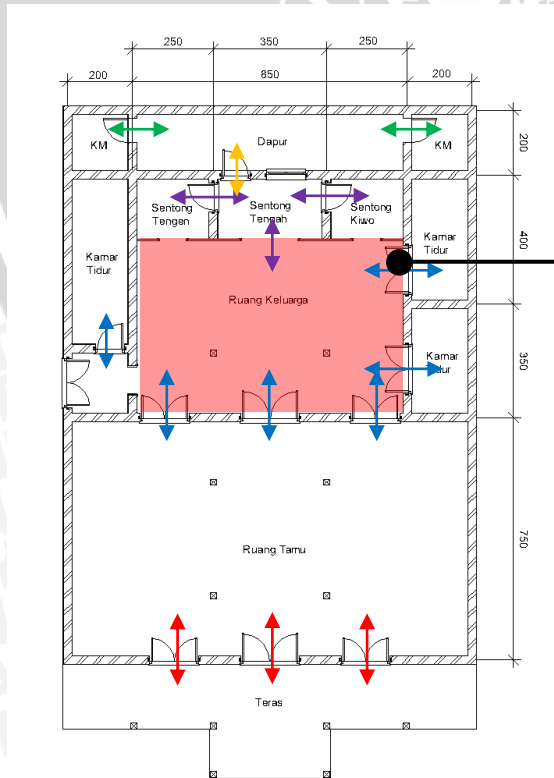 250
350
250
200
850
200
KM
Dapur
KM
200
Sentong
Tengen
Sentong
Tengah
Sentong
Kiwo
Kamar
Tidur
Kamar
Tidur
400
Ruang Keluarga
Kamar
Tidur
350
Ruang Tamu
750
Teras